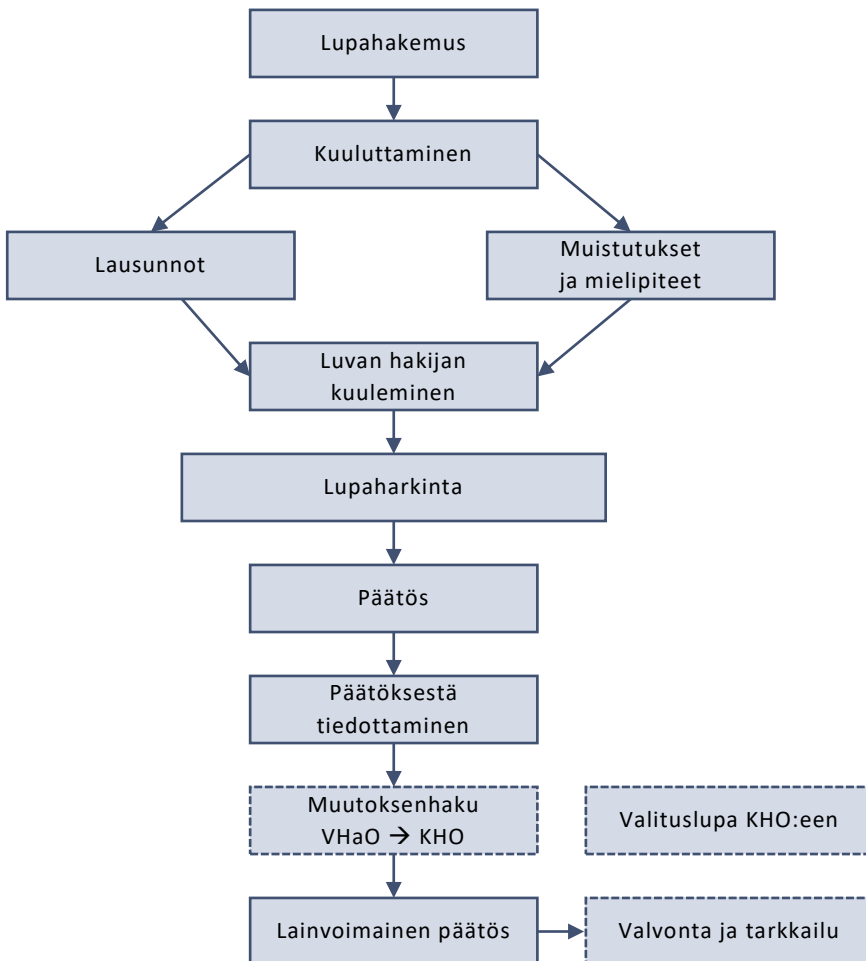 Lupahakemus
Kuuluttaminen
Lausunnot
Muistutukset
ja mielipiteet
Luvan hakijan
kuuleminen
Lupaharkinta
Päätös
Päätöksestä
tiedottaminen
Muutoksenhaku
VHaO → KHO
Valituslupa KHO:een
Lainvoimainen päätös
Valvonta ja tarkkailu